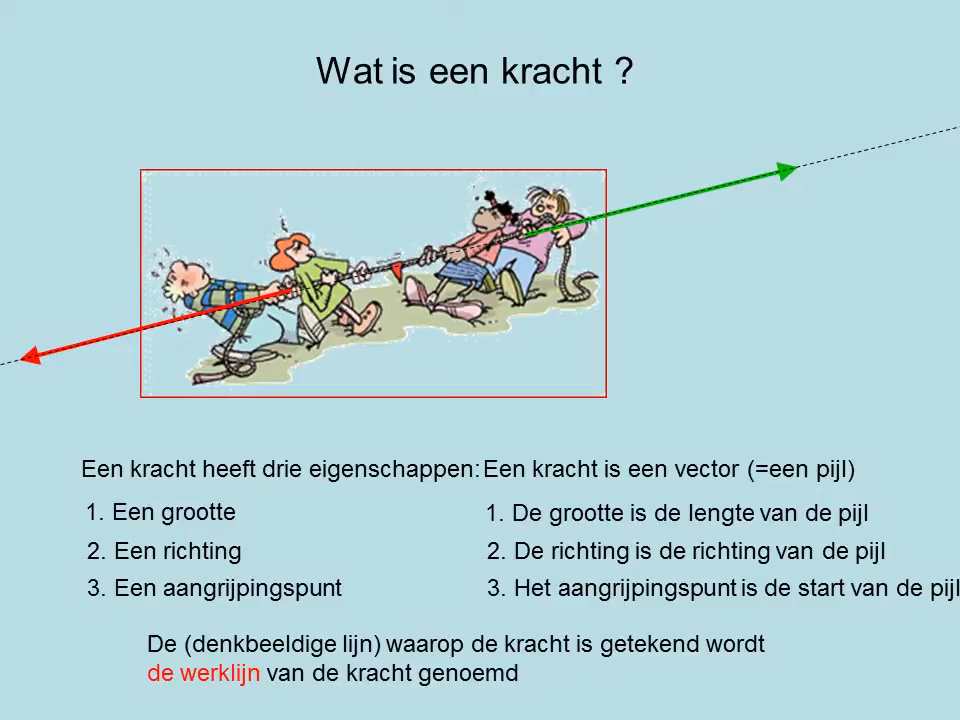 Wat is een kracht ?
Een kracht heeft drie eigenschappen:
1. Een grootte
2. Een richting
3. Een aangrijpingspunt
Een kracht is een vector (=een pijl)
1. De grootte is de lengte van de pijl
2. De richting is de richting van de pijl
3. Het aangrijpingspunt is de start van de pijl
De (denkbeeldige lijn) waarop de kracht is getekend wordt
de werklijn van de kracht genoemd